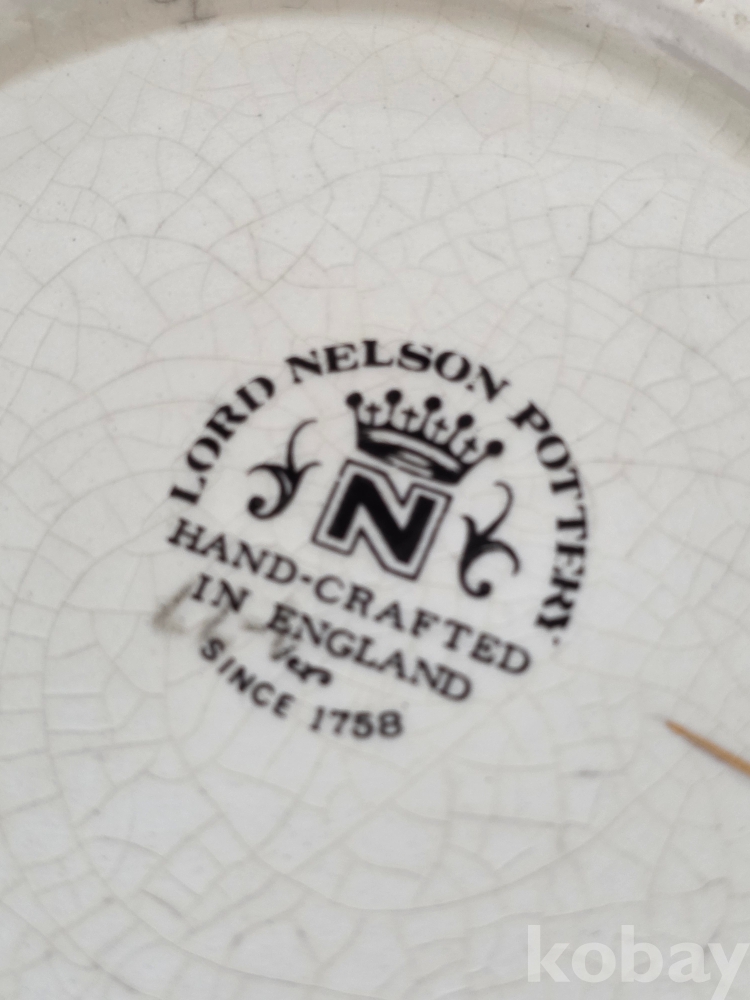 LORD NELSON POTTERY
N
HAND-CRAFTED
IN ENGLAND
SINCE 1758
kobay